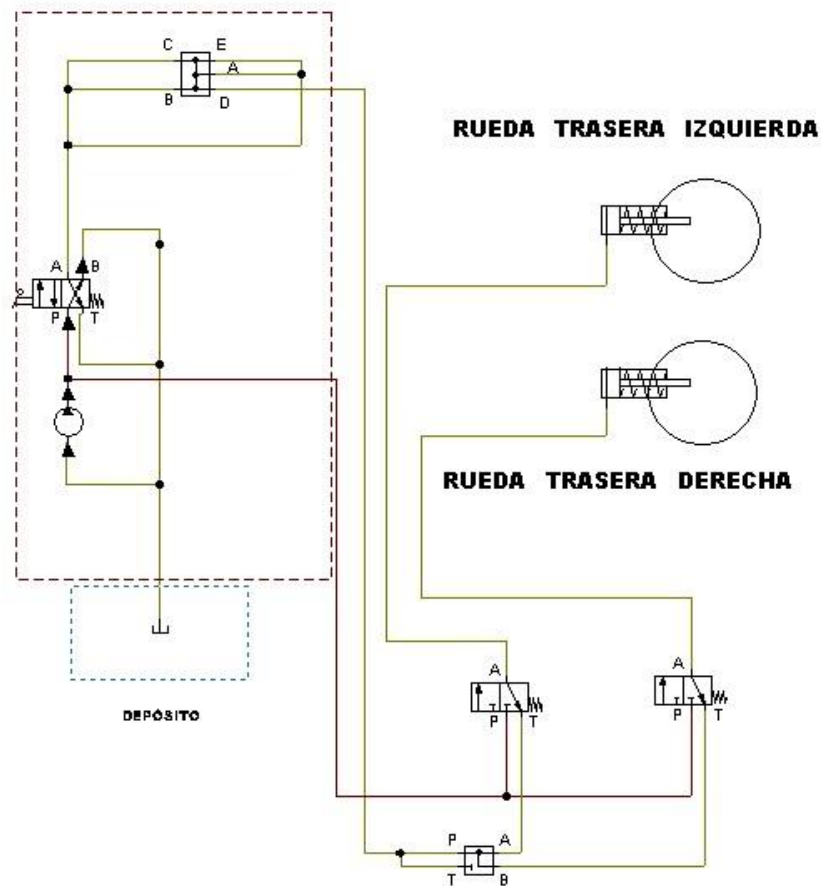 C E
A
B D
RUEDA TRASERA IZQUIERDA
A B
P T
RUEDA TRASERA DERECHA
A
P T
A
P T
DEPÓSITO
P A
T B